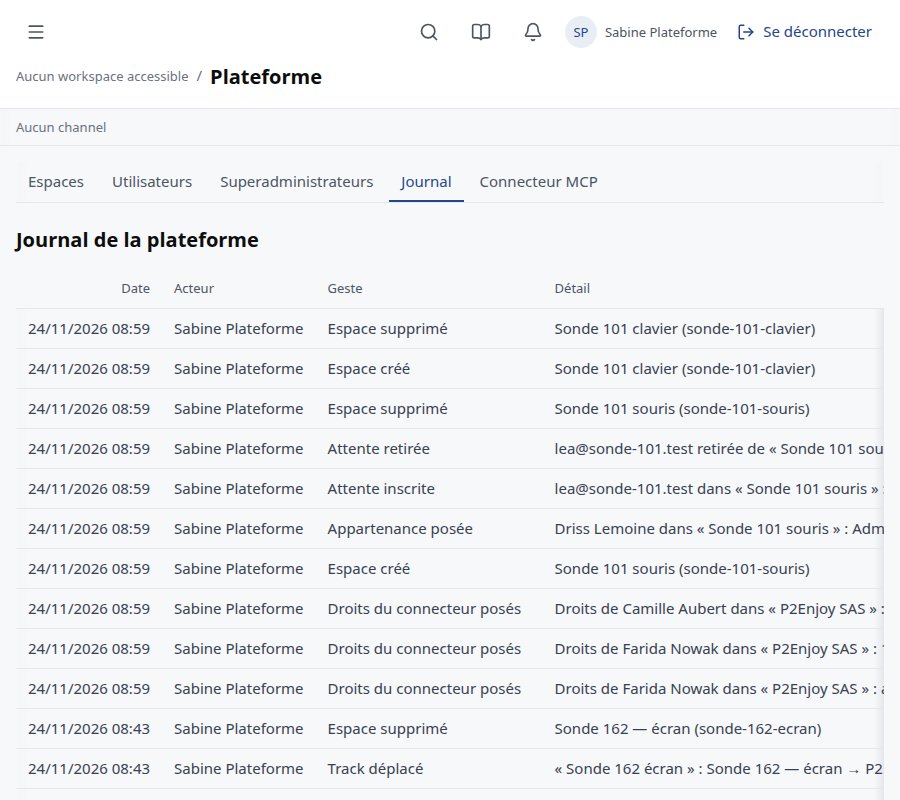 SP Sabine Plateforme Se déconnecter
Aucun workspace accessible / Plateforme
Aucun channel
Espaces Utilisateurs Superadministrateurs Journal Connecteur MCP
Journal de la plateforme
Date Acteur Geste Détail
24/11/2026 08:59 Sabine Plateforme Espace supprimé Sonde 101 clavier (sonde-101-clavier)
24/11/2026 08:59 Sabine Plateforme Espace créé Sonde 101 clavier (sonde-101-clavier)
24/11/2026 08:59 Sabine Plateforme Espace supprimé Sonde 101 souris (sonde-101-souris)
24/11/2026 08:59 Sabine Plateforme Attente retirée lea@sonde-101.test retirée de « Sonde 101 sou
24/11/2026 08:59 Sabine Plateforme Attente inscrite lea@sonde-101.test dans « Sonde 101 souris » :
24/11/2026 08:59 Sabine Plateforme Appartenance posée Driss Lemoine dans « Sonde 101 souris » : Adm
24/11/2026 08:59 Sabine Plateforme Espace créé Sonde 101 souris (sonde-101-souris)
24/11/2026 08:59 Sabine Plateforme Droits du connecteur posés Droits de Camille Aubert dans « P2Enjoy SAS » :
24/11/2026 08:59 Sabine Plateforme Droits du connecteur posés Droits de Farida Nowak dans « P2Enjoy SAS » :
24/11/2026 08:59 Sabine Plateforme Droits du connecteur posés Droits de Farida Nowak dans « P2Enjoy SAS » :
24/11/2026 08:43 Sabine Plateforme Espace supprimé Sonde 162 — écran (sonde-162-ecran)
24/11/2026 08:43 Sabine Plateforme Track déplacé « Sonde 162 écran » : Sonde 162 — écran → P2